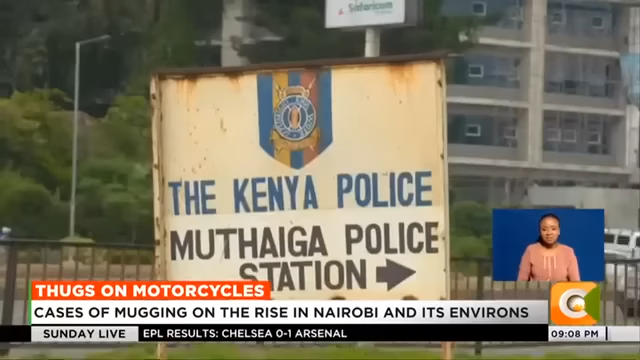 Safaricom
THE KENYA POLICE
MUTHAIGA POLICE
STATION
THUGS ON MOTORCYCLES
CASES OF MUGGING ON THE RISE IN NAIROBI AND ITS ENVIRONS
SUNDAY LIVE
EPL RESULTS: CHELSEA 0-1 ARSENAL
09:08 PM